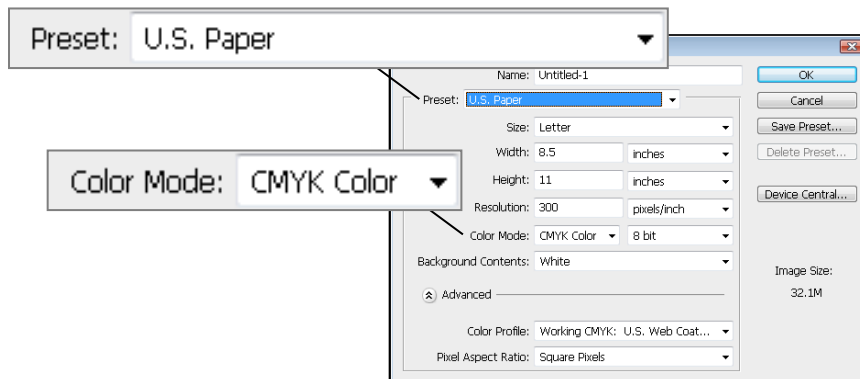 Preset: U.S. Paper
Name: Untitled-1
OK
Preset: U.S. Paper
Cancel
Size: Letter
Save Preset...
Width: 8.5 inches
Delete Preset...
Color Mode: CMYK Color
Height: 11 inches
Device Central...
Resolution: 300 pixels/inch
Color Mode: CMYK Color 8 bit
Background Contents: White
Image Size:
32.1M
Advanced
Color Profile: Working CMYK: U.S. Web Coat...
Pixel Aspect Ratio: Square Pixels